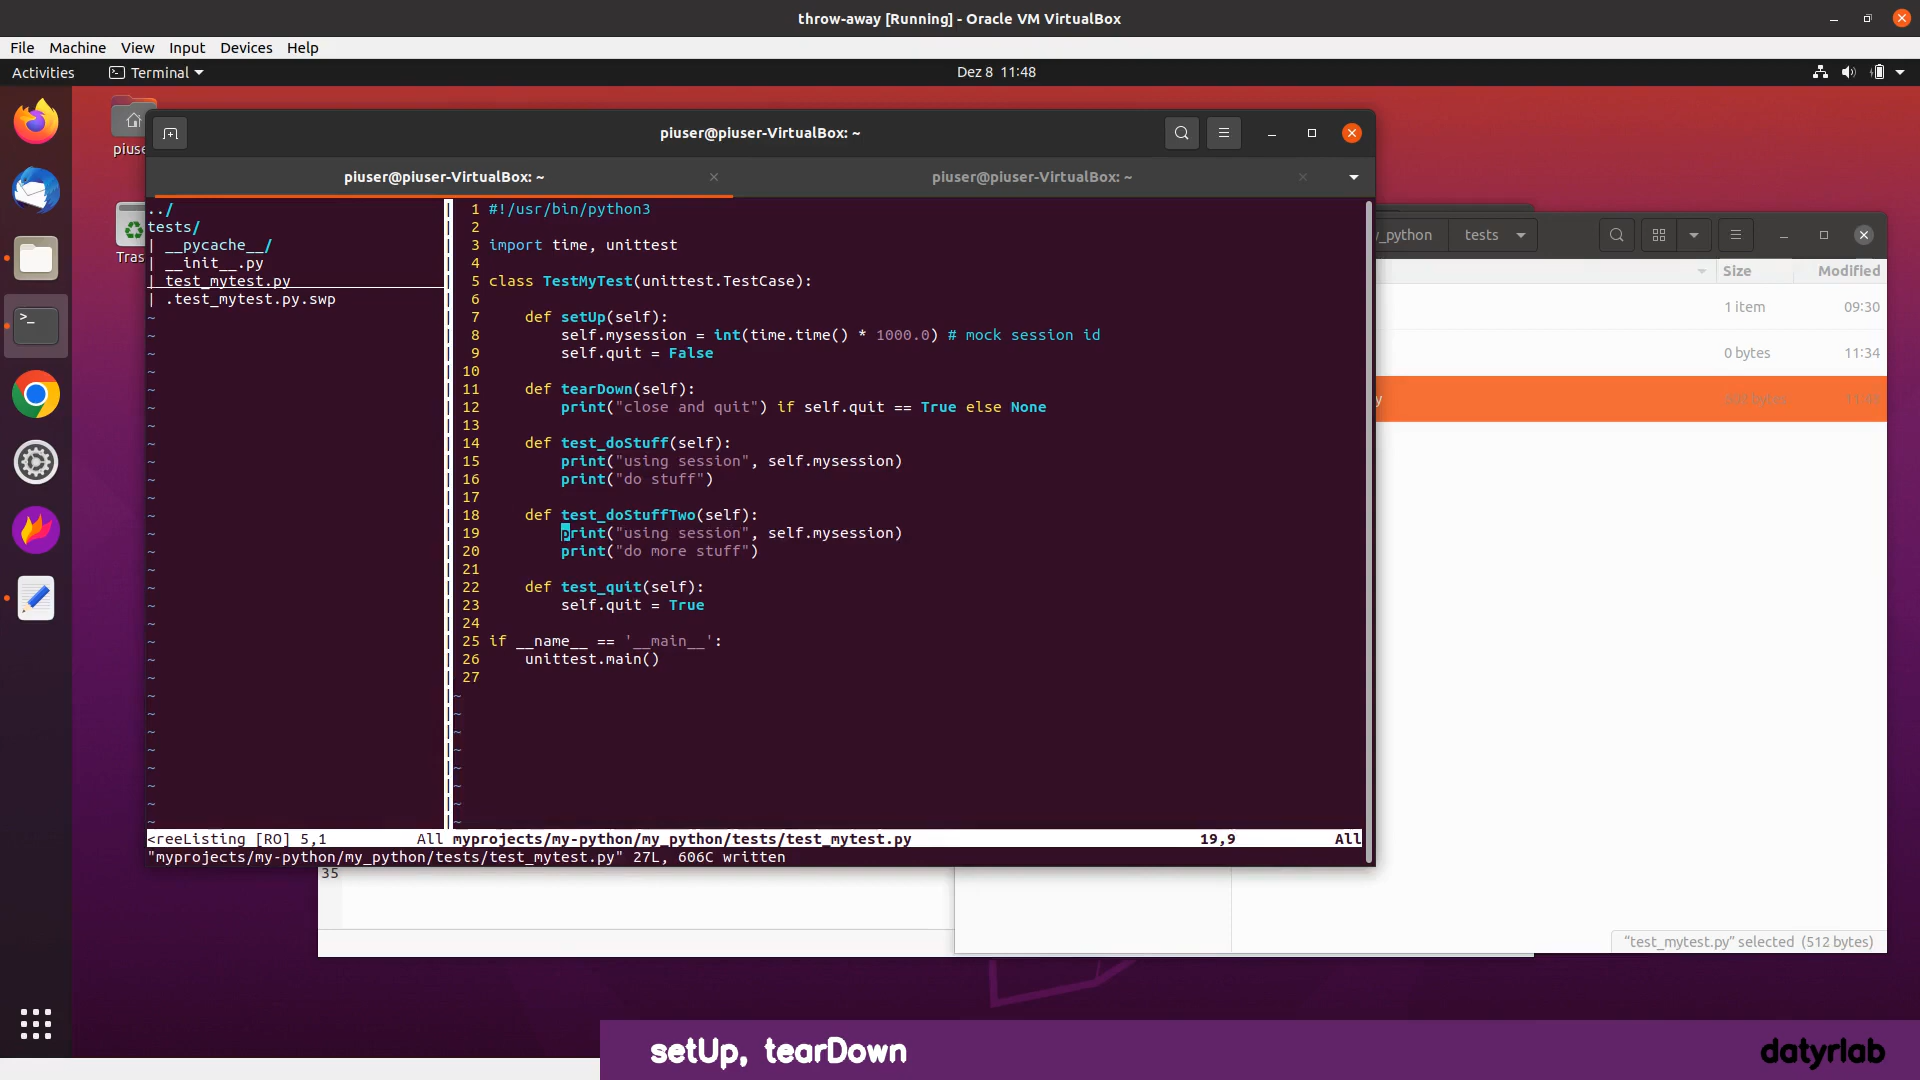 throw-away [Running] - Oracle VM VirtualBox
File Machine View Input Devices Help
Activities Terminal Dez 8 11:48
piuser@piuser-VirtualBox: ~
piuser@piuser-VirtualBox: ~ piuser@piuser-VirtualBox: ~
../
tests/
| __pycache__/
| __init__.py
| test_mytest.py
| .test_mytest.py.swp
1 #!/usr/bin/python3
2
3 import time, unittest
4
5 class TestMyTest(unittest.TestCase):
6
7 def setUp(self):
8 self.mysession = int(time.time() * 1000.0) # mock session id
9 self.quit = False
10
11 def tearDown(self):
12 print("close and quit") if self.quit == True else None
13
14 def test_doStuff(self):
15 print("using session", self.mysession)
16 print("do stuff")
17
18 def test_doStuffTwo(self):
19 print("using session", self.mysession)
20 print("do more stuff")
21
22 def test_quit(self):
23 self.quit = True
24
25 if __name__ == '__main__':
26 unittest.main()
27
<reeListing [RO] 5,1 All myprojects/my-python/my_python/tests/test_mytest.py 19,9 All
"myprojects/my-python/my_python/tests/test_mytest.py" 27L, 606C written
35
_python tests
Size Modified
1 item 09:30
0 bytes 11:34
"test_mytest.py" selected (512 bytes)
setUp, tearDown
datyrlab